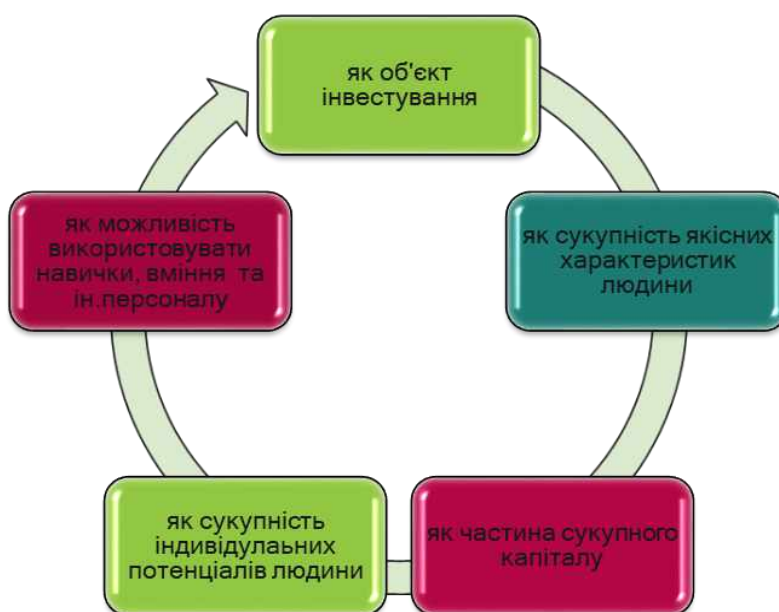 як об'єкт
інвестування
як сукупність якісних
характеристик
людини
як частина сукупного
капіталу
як сукупність
індивідулаьних
потенціалів людини
як можливість
використовувати
навички, вміння та
ін.персоналу